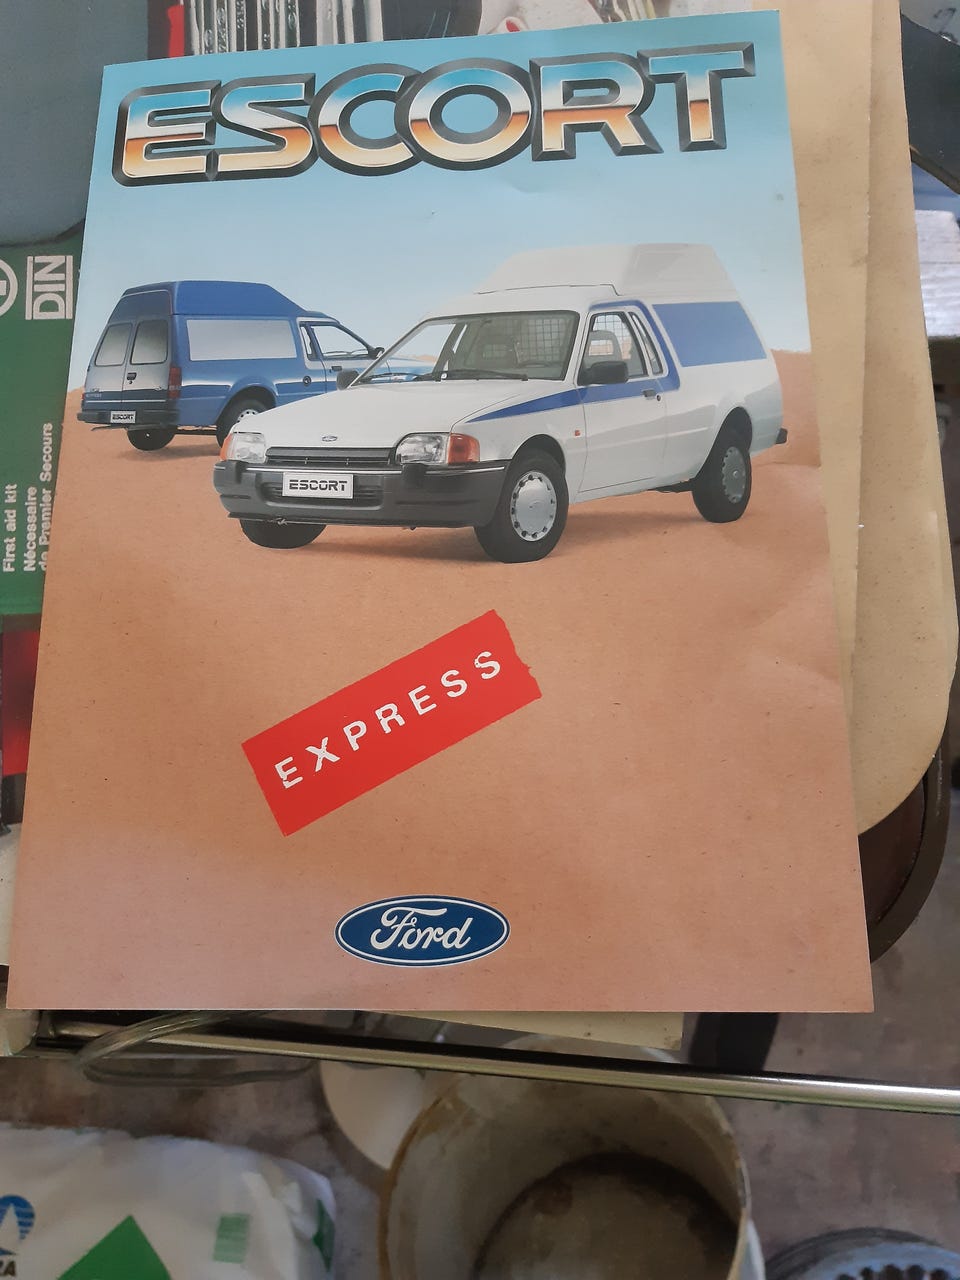 ESCORT
DIN
First aid kit
Nécessaire
de Premier Secours
ESCORT
ESCORT
EXPRESS
Ford